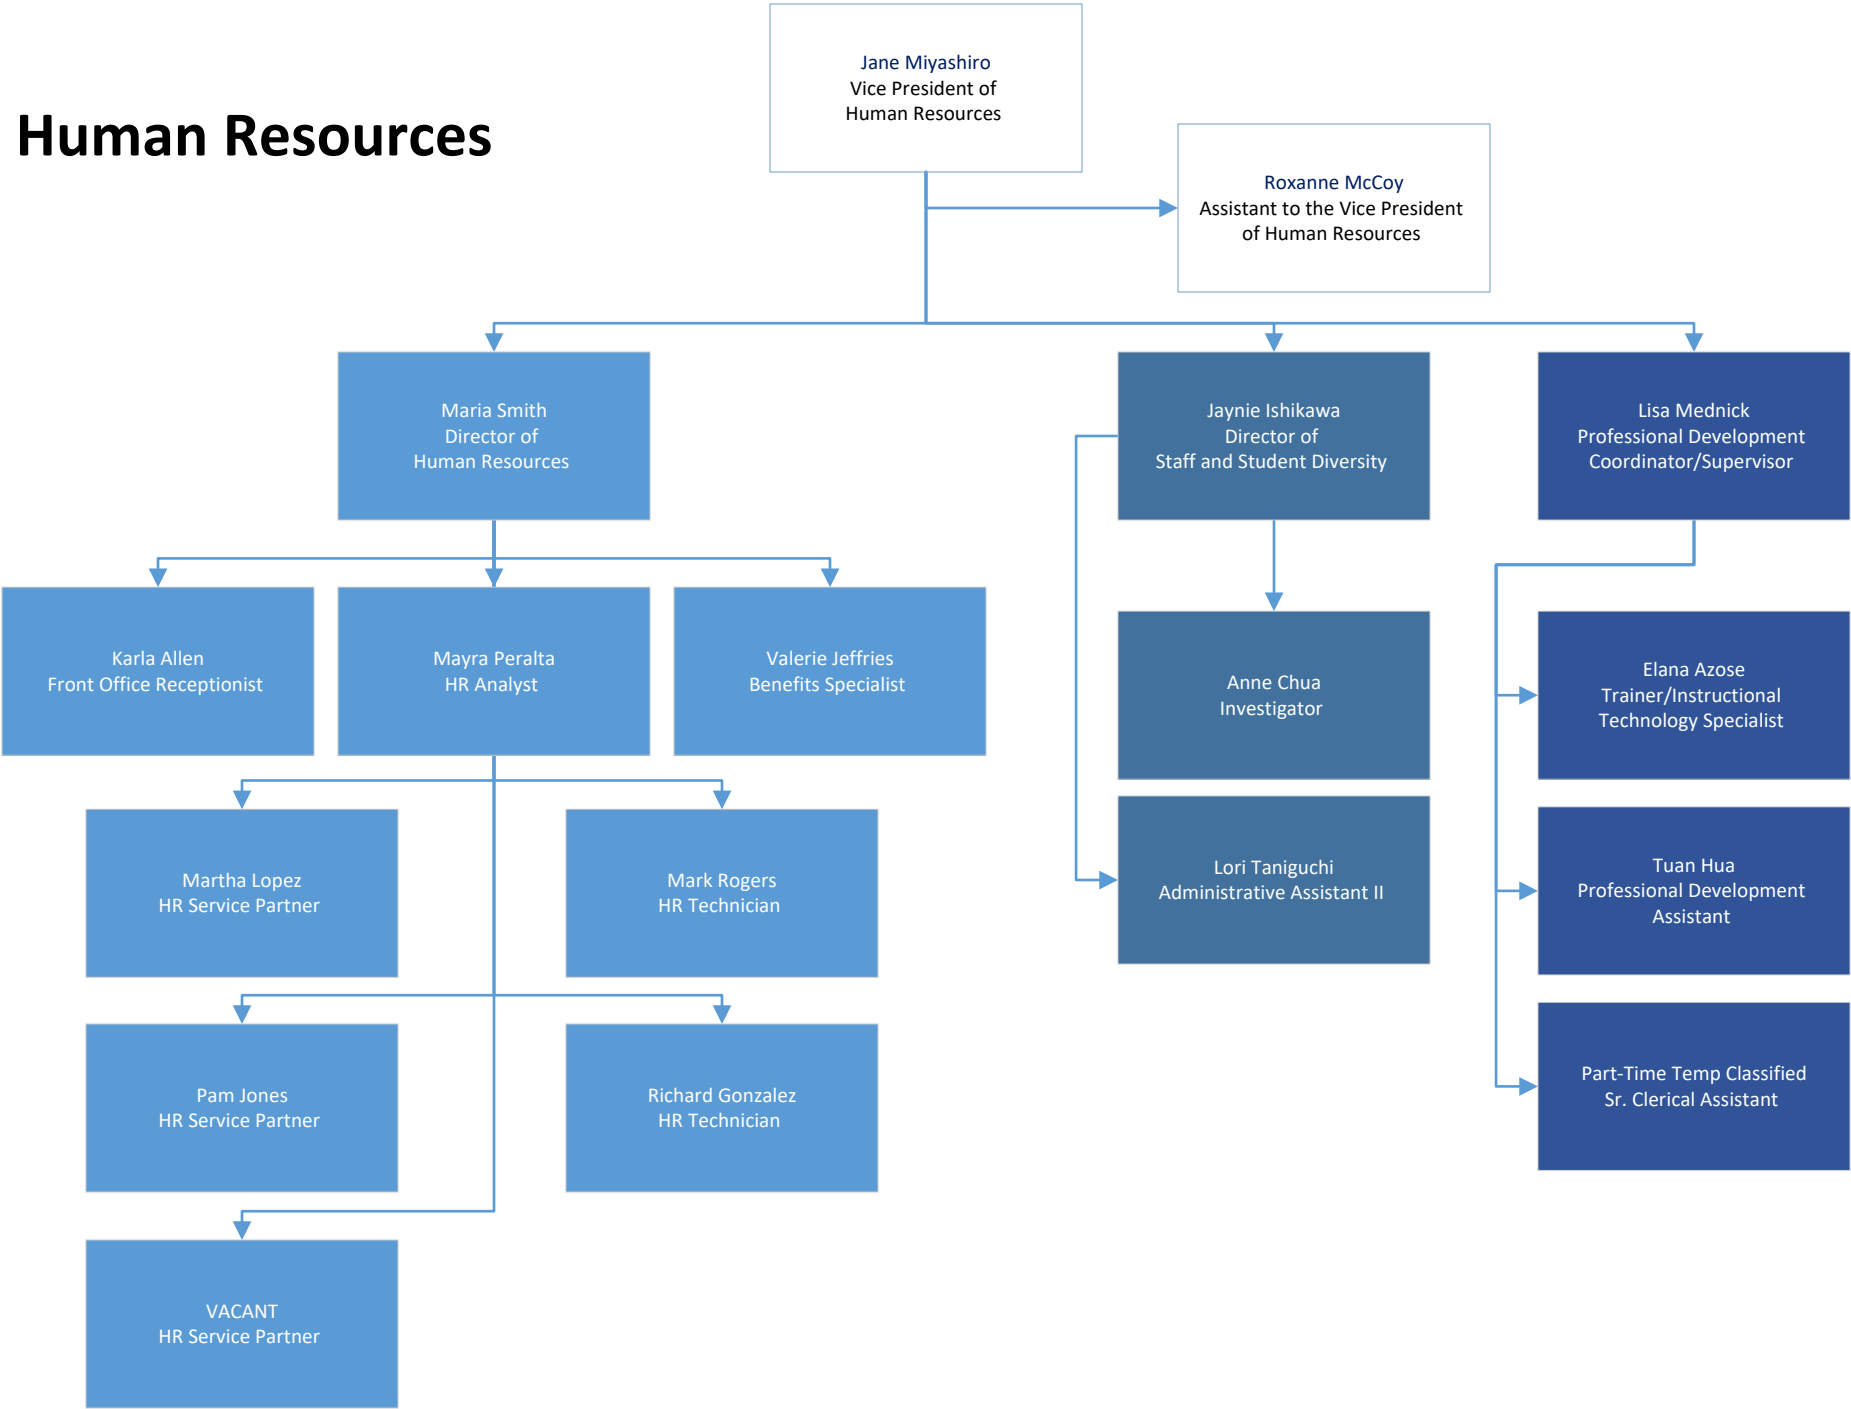 Human Resources
Jane Miyashiro
Vice President of
Human Resources
Roxanne McCoy
Assistant to the Vice President
of Human Resources
Maria Smith
Director of
Human Resources
Jaynie Ishikawa
Director of
Staff and Student Diversity
Lisa Mednick
Professional Development
Coordinator/Supervisor
Karla Allen
Front Office Receptionist
Mayra Peralta
HR Analyst
Valerie Jeffries
Benefits Specialist
Anne Chua
Investigator
Elana Azose
Trainer/Instructional
Technology Specialist
Martha Lopez
HR Service Partner
Mark Rogers
HR Technician
Lori Taniguchi
Administrative Assistant II
Tuan Hua
Professional Development
Assistant
Pam Jones
HR Service Partner
Richard Gonzalez
HR Technician
Part-Time Temp Classified
Sr. Clerical Assistant
VACANT
HR Service Partner